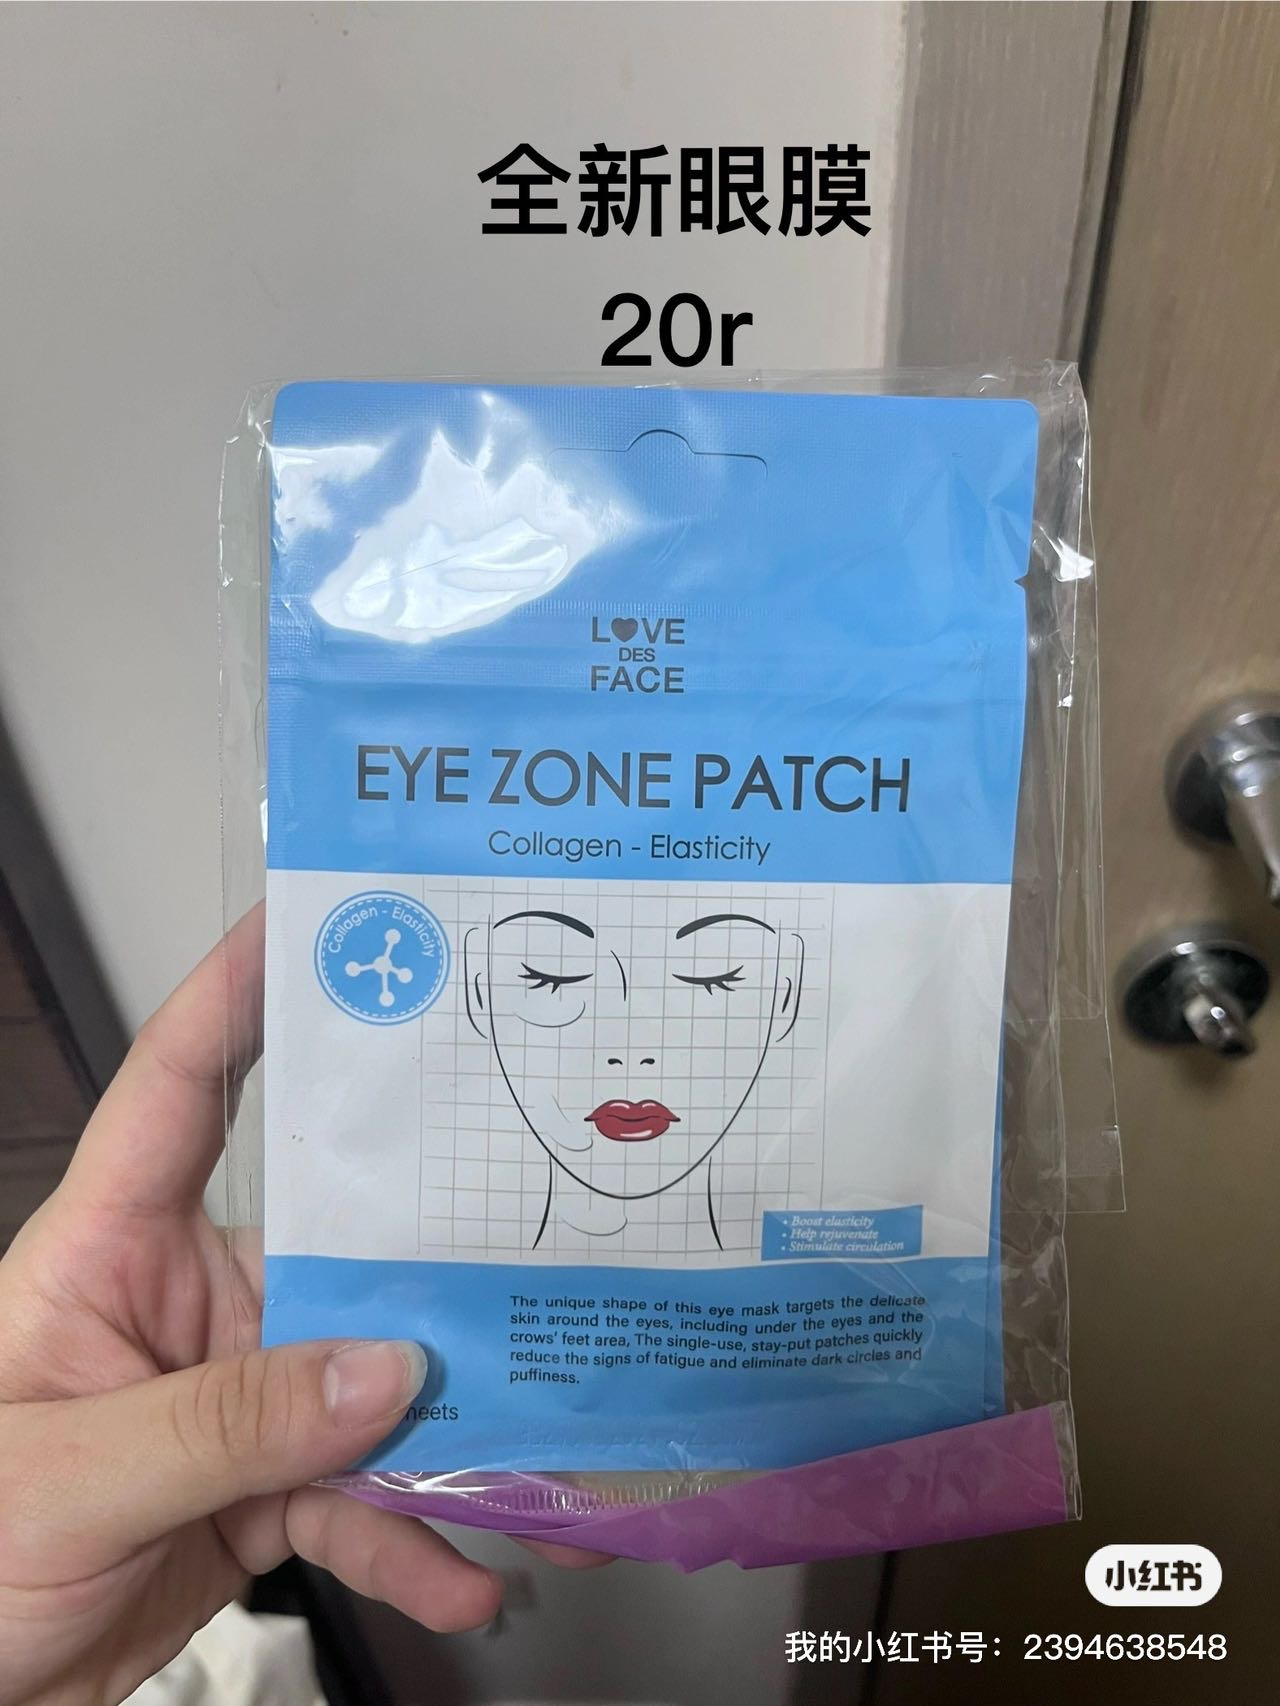 全新眼膜
20r
LOVE
DES
FACE
EYE ZONE PATCH
Collagen - Elasticity
Collagen - Elasticity
• Boost elasticity
• Help rejuvenate
• Stimulate circulation
The unique shape of this eye mask targets the delicate
skin around the eyes, including under the eyes and the
crows' feet area, The single-use, stay-put patches quickly
reduce the signs of fatigue and eliminate dark circles and
puffiness.
小红书
我的小红书号：2394638548